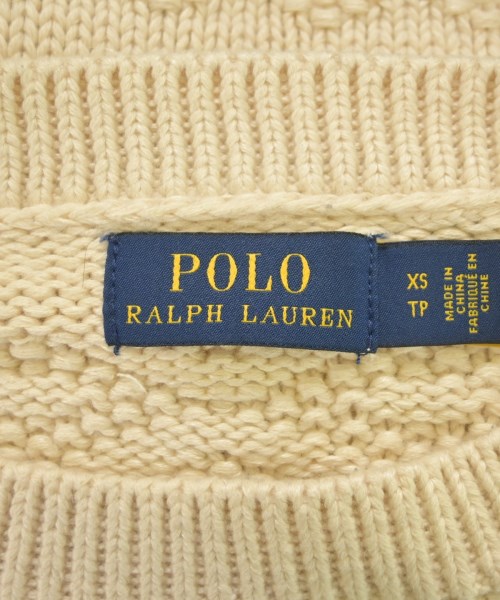 POLO
RALPH LAUREN
XS
TP
MADE IN
CHINA
FABRIQUÉ EN
CHINE